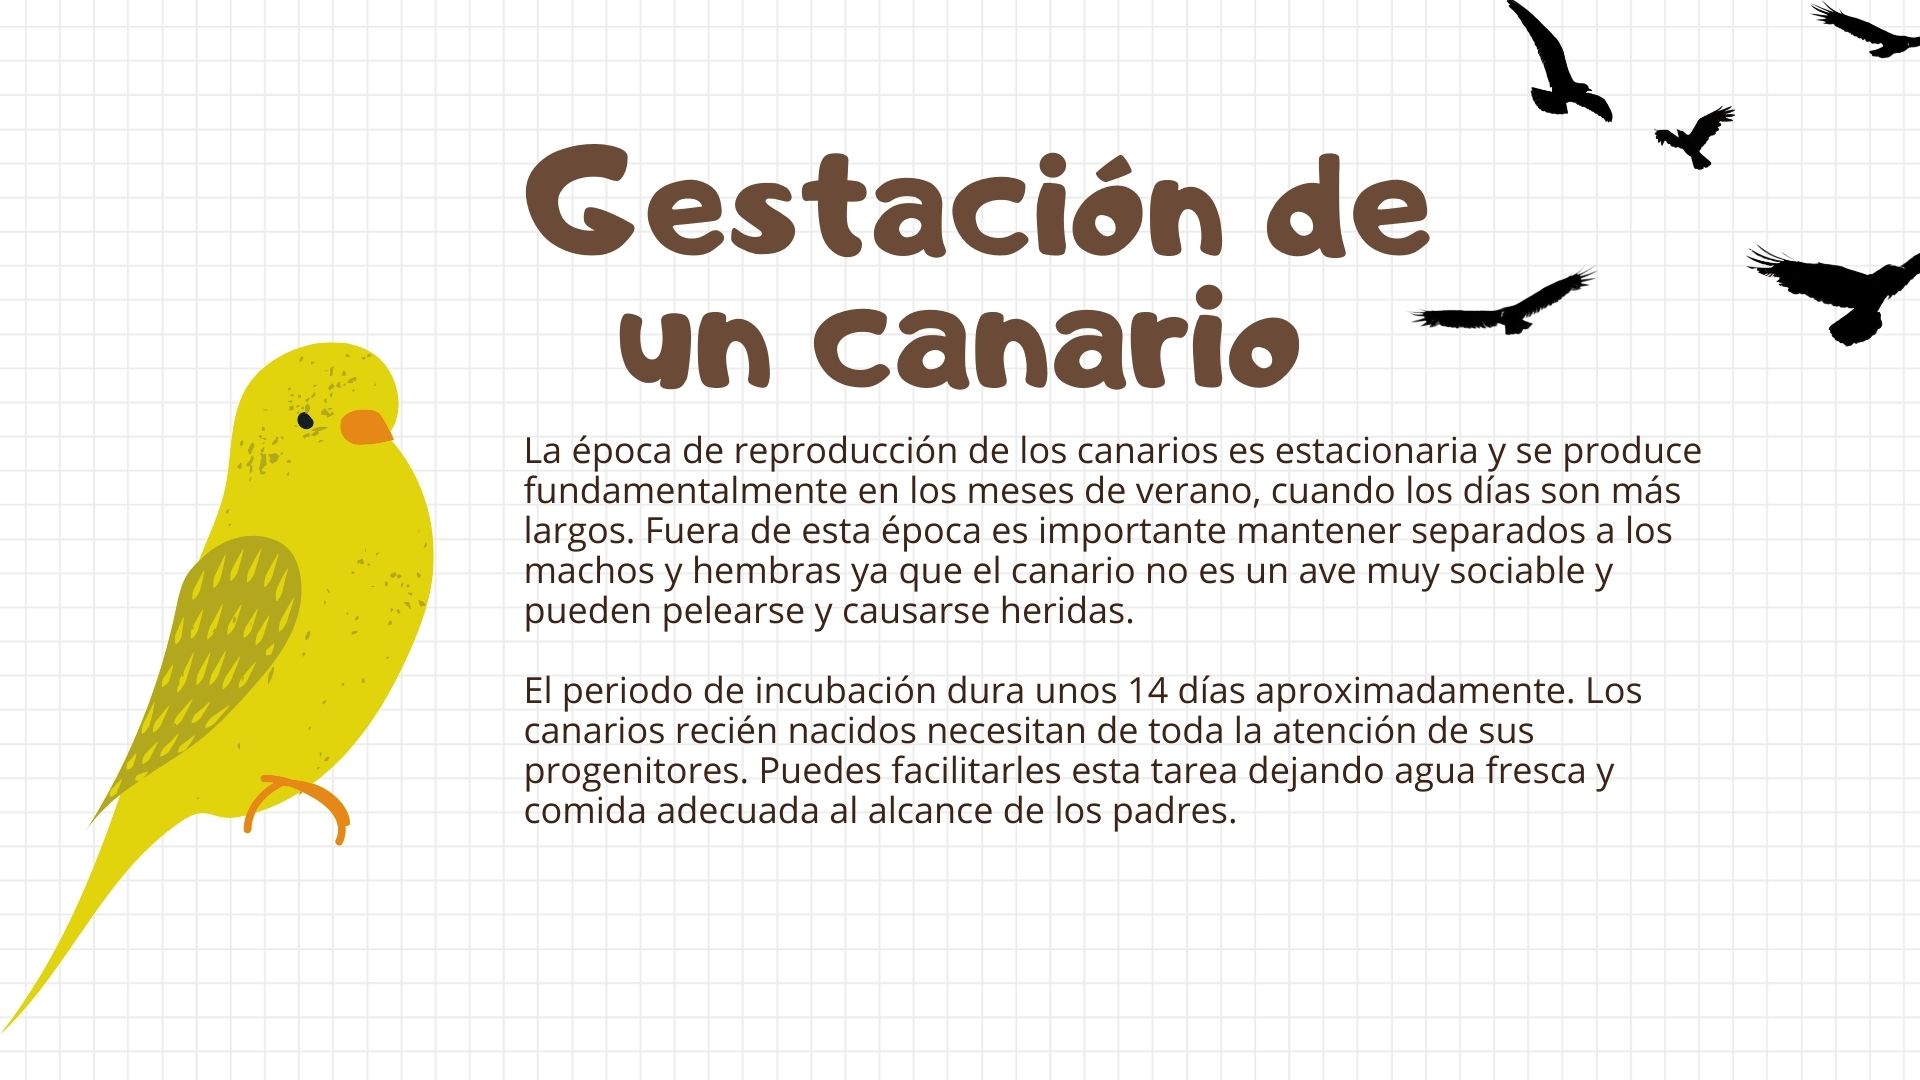 Gestación de
un canario
La época de reproducción de los canarios es estacionaria y se produce
fundamentalmente en los meses de verano, cuando los días son más
largos. Fuera de esta época es importante mantener separados a los
machos y hembras ya que el canario no es un ave muy sociable y
pueden pelearse y causarse heridas.
El periodo de incubación dura unos 14 días aproximadamente. Los
canarios recién nacidos necesitan de toda la atención de sus
progenitores. Puedes facilitarles esta tarea dejando agua fresca y
comida adecuada al alcance de los padres.